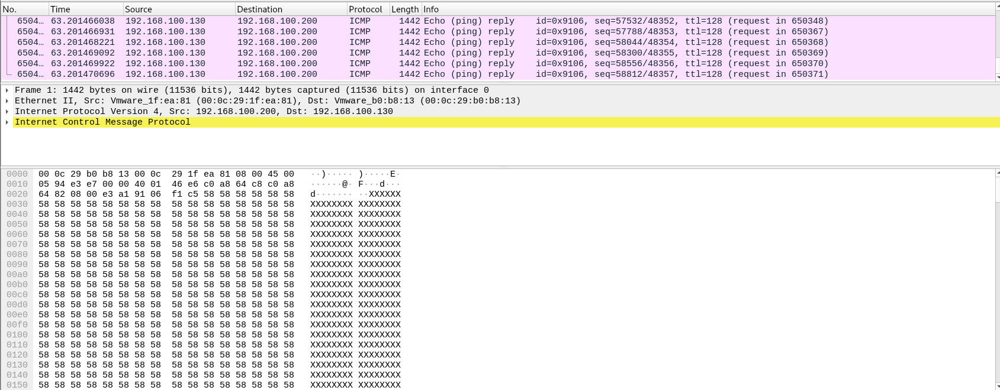 No. Time Source Destination Protocol Length Info
6504… 63.201466038 192.168.100.130 192.168.100.200 ICMP 1442 Echo (ping) reply id=0x9106, seq=57532/48352, ttl=128 (request in 650348)
6504… 63.201466931 192.168.100.130 192.168.100.200 ICMP 1442 Echo (ping) reply id=0x9106, seq=57788/48353, ttl=128 (request in 650367)
6504… 63.201468221 192.168.100.130 192.168.100.200 ICMP 1442 Echo (ping) reply id=0x9106, seq=58044/48354, ttl=128 (request in 650368)
6504… 63.201469092 192.168.100.130 192.168.100.200 ICMP 1442 Echo (ping) reply id=0x9106, seq=58300/48355, ttl=128 (request in 650369)
6504… 63.201469922 192.168.100.130 192.168.100.200 ICMP 1442 Echo (ping) reply id=0x9106, seq=58556/48356, ttl=128 (request in 650370)
6504… 63.201470696 192.168.100.130 192.168.100.200 ICMP 1442 Echo (ping) reply id=0x9106, seq=58812/48357, ttl=128 (request in 650371)
Frame 1: 1442 bytes on wire (11536 bits), 1442 bytes captured (11536 bits) on interface 0
Ethernet II, Src: Vmware_1f:ea:81 (00:0c:29:1f:ea:81), Dst: Vmware_b0:b8:13 (00:0c:29:b0:b8:13)
Internet Protocol Version 4, Src: 192.168.100.200, Dst: 192.168.100.130
Internet Control Message Protocol
0000 00 0c 29 b0 b8 13 00 0c 29 1f ea 81 08 00 45 00 ··)····· )·····E·
0010 05 94 e3 e7 00 00 40 01 46 e6 c0 a8 64 c8 c0 a8 ······@· F···d···
0020 64 82 08 00 e3 a1 91 06 f1 c5 58 58 58 58 58 58 d······· ··XXXXXX
0030 58 58 58 58 58 58 58 58 58 58 58 58 58 58 58 58 XXXXXXXX XXXXXXXX
0040 58 58 58 58 58 58 58 58 58 58 58 58 58 58 58 58 XXXXXXXX XXXXXXXX
0050 58 58 58 58 58 58 58 58 58 58 58 58 58 58 58 58 XXXXXXXX XXXXXXXX
0060 58 58 58 58 58 58 58 58 58 58 58 58 58 58 58 58 XXXXXXXX XXXXXXXX
0070 58 58 58 58 58 58 58 58 58 58 58 58 58 58 58 58 XXXXXXXX XXXXXXXX
0080 58 58 58 58 58 58 58 58 58 58 58 58 58 58 58 58 XXXXXXXX XXXXXXXX
0090 58 58 58 58 58 58 58 58 58 58 58 58 58 58 58 58 XXXXXXXX XXXXXXXX
00a0 58 58 58 58 58 58 58 58 58 58 58 58 58 58 58 58 XXXXXXXX XXXXXXXX
00b0 58 58 58 58 58 58 58 58 58 58 58 58 58 58 58 58 XXXXXXXX XXXXXXXX
00c0 58 58 58 58 58 58 58 58 58 58 58 58 58 58 58 58 XXXXXXXX XXXXXXXX
00d0 58 58 58 58 58 58 58 58 58 58 58 58 58 58 58 58 XXXXXXXX XXXXXXXX
00e0 58 58 58 58 58 58 58 58 58 58 58 58 58 58 58 58 XXXXXXXX XXXXXXXX
00f0 58 58 58 58 58 58 58 58 58 58 58 58 58 58 58 58 XXXXXXXX XXXXXXXX
0100 58 58 58 58 58 58 58 58 58 58 58 58 58 58 58 58 XXXXXXXX XXXXXXXX
0110 58 58 58 58 58 58 58 58 58 58 58 58 58 58 58 58 XXXXXXXX XXXXXXXX
0120 58 58 58 58 58 58 58 58 58 58 58 58 58 58 58 58 XXXXXXXX XXXXXXXX
0130 58 58 58 58 58 58 58 58 58 58 58 58 58 58 58 58 XXXXXXXX XXXXXXXX
0140 58 58 58 58 58 58 58 58 58 58 58 58 58 58 58 58 XXXXXXXX XXXXXXXX
0150 58 58 58 58 58 58 58 58 58 58 58 58 58 58 58 58 XXXXXXXX XXXXXXXX